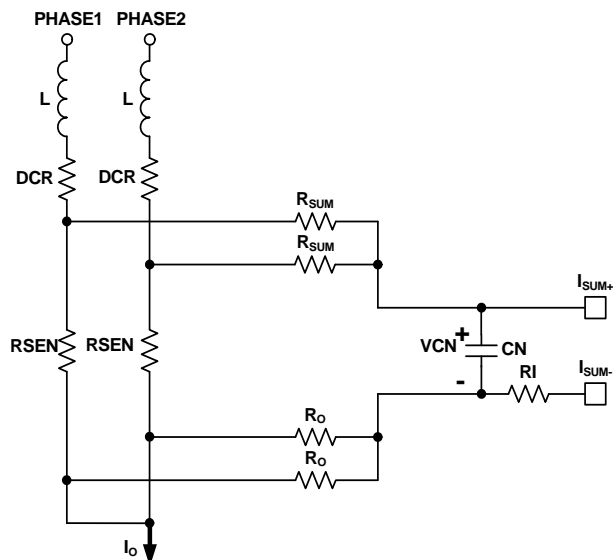 PHASE1 PHASE2
L L
DCR DCR
RSUM
RSUM
ISUM+
RSEN RSEN
+
VCN CN
-
RI
ISUM-
RO
RO
IO